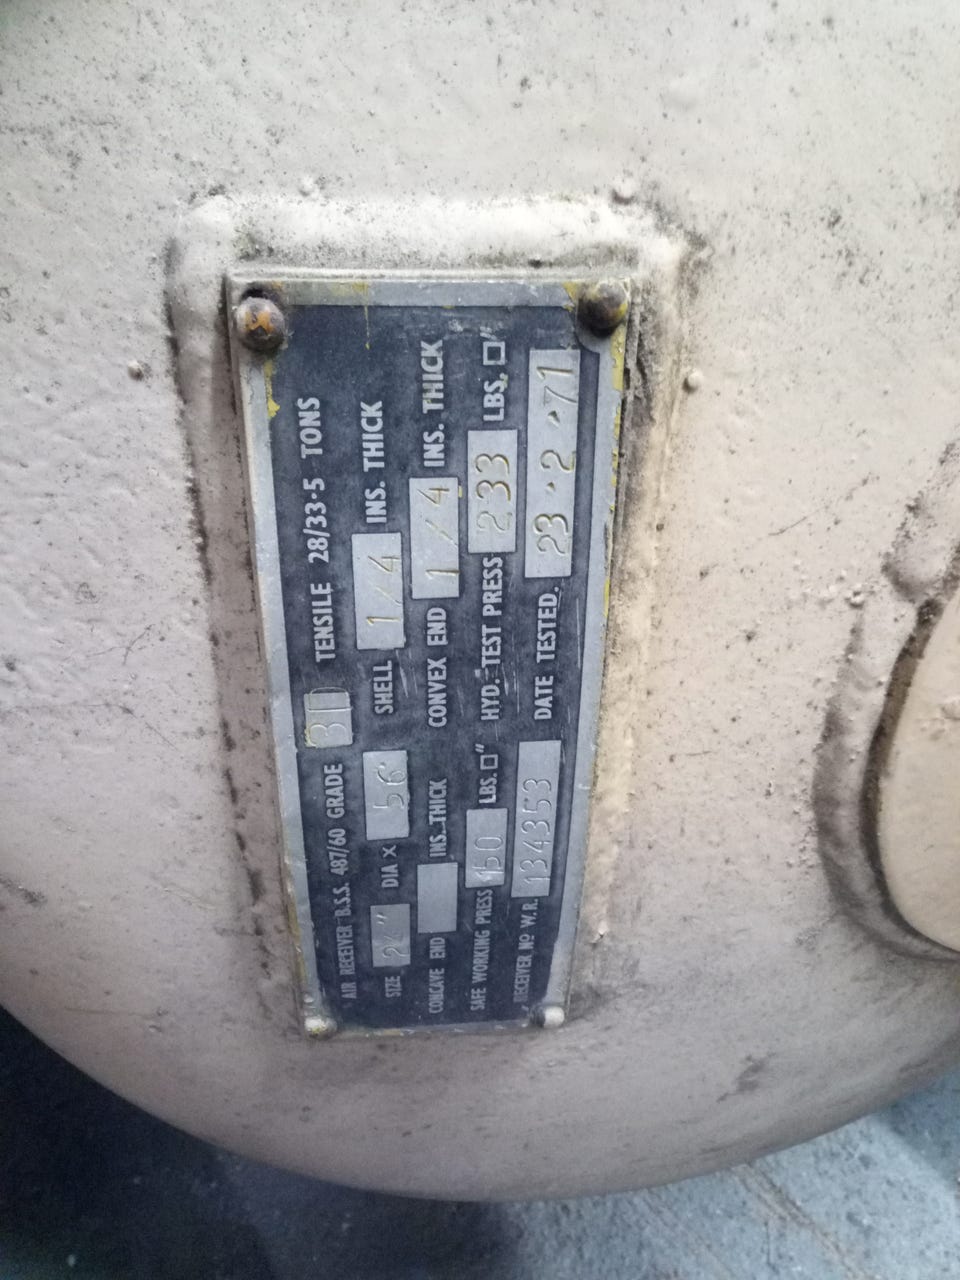 AIR RECEIVER B.S.S. 487/60 GRADE 3D TENSILE 28/33·5 TONS
SIZE DIA X 56" SHELL 1/4 INS. THICK
CONCAVE END INS. THICK CONVEX END 1/4 INS. THICK
SAFE WORKING PRESS 150 LBS. □" HYD. TEST PRESS 233 LBS. □"
RECEIVER Nº W.R. 134353 DATE TESTED. 23·2·71